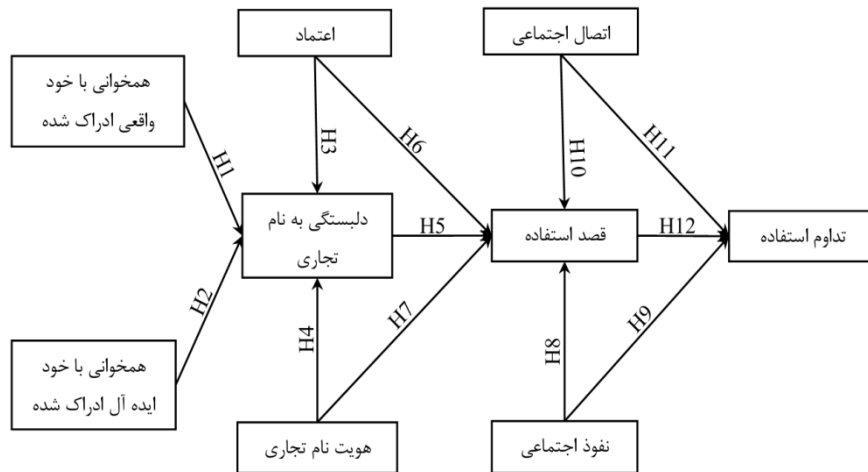 اعتماد
اتصال اجتماعی
همخوانی با خود
واقعی ادراک شده
H1
H3
H6
H10
H11
دلبستگی به نام
تجاری
H5
قصد استفاده
H12
تداوم استفاده
H2
H4
H7
H8
H9
همخوانی با خود
ایده آل ادراک شده
هویت نام تجاری
نفوذ اجتماعی